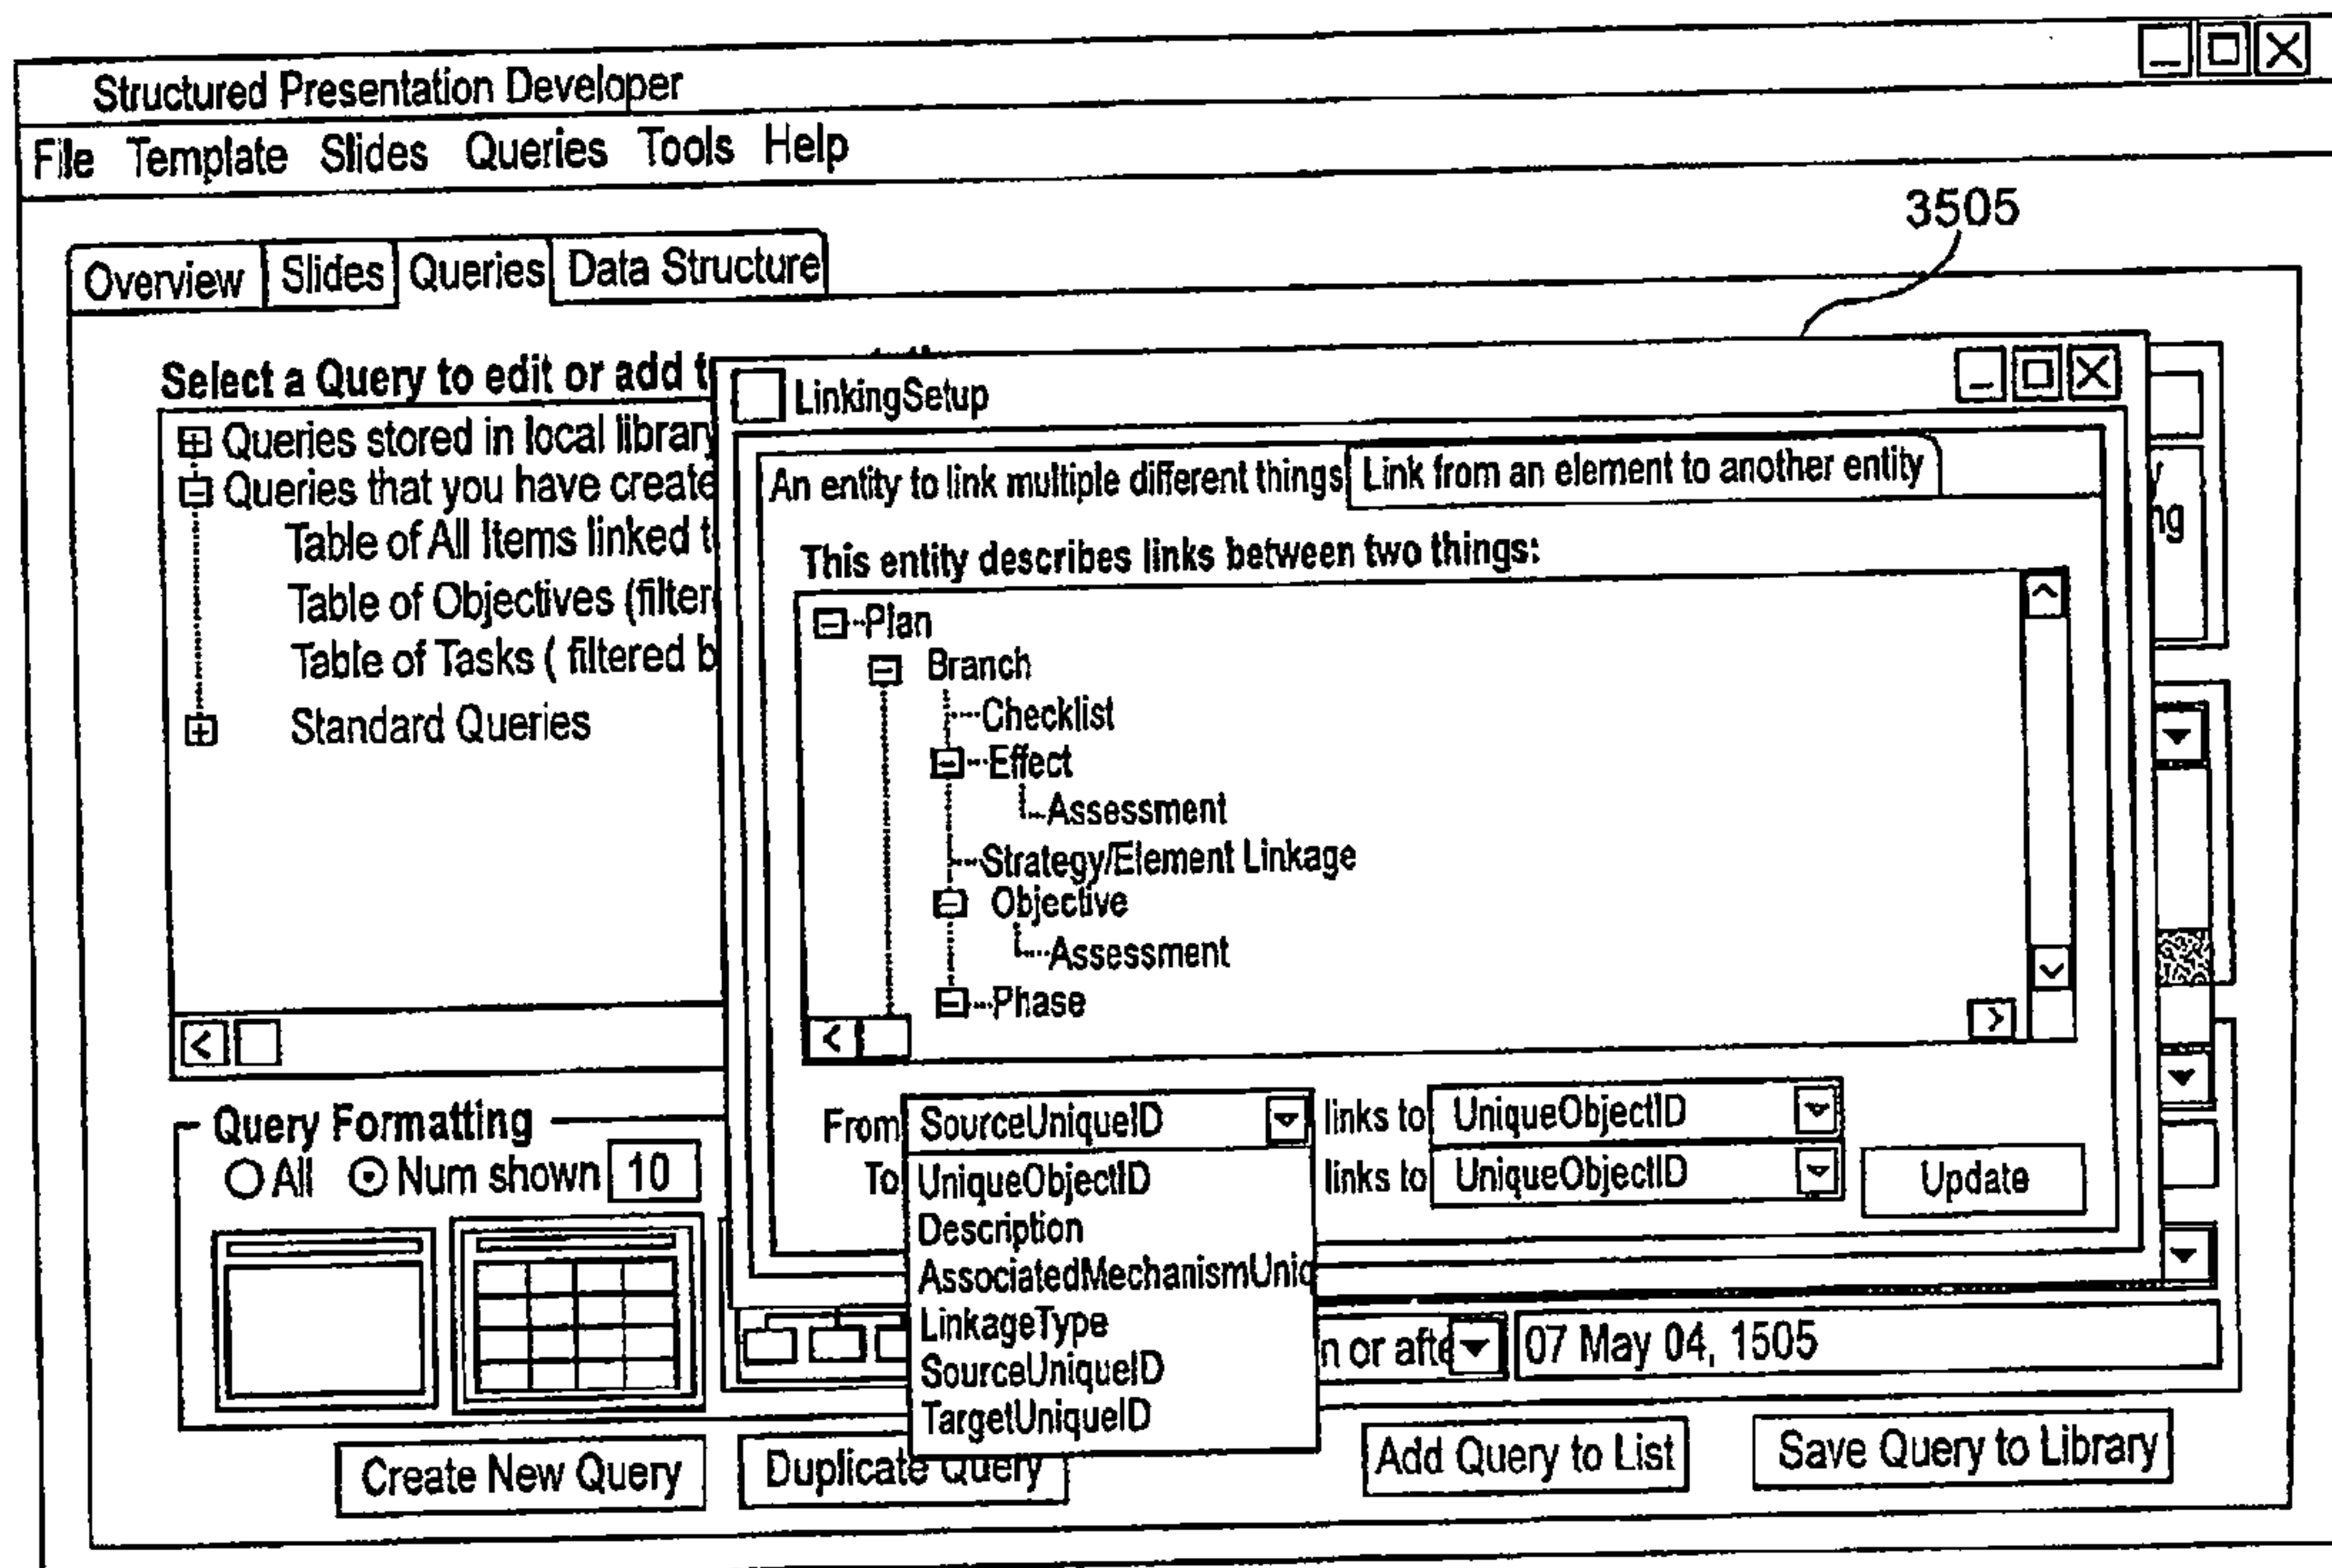 Structured Presentation Developer
File Template Slides Queries Tools Help
3505
Overview Slides Queries Data Structure
Select a Query to edit or add
LinkingSetup
Queries stored in local library
Queries that you have create
Table of All Items linked
Table of Objectives (filter
Table of Tasks ( filtered b
Standard Queries
An entity to link multiple different things
Link from an element to another entity
ng
This entity describes links between two things:
Plan
Branch
Checklist
Effect
Assessment
Strategy/Element Linkage
Objective
Assessment
Phase
From SourceUniqueID links to UniqueObjectID
To links to UniqueObjectID Update
UniqueObjectID
Description
AssociatedMechanismUniq
LinkageType
SourceUniqueID
TargetUniqueID
Query Formatting
All Num shown 10
n or afte 07 May 04, 1505
Create New Query Duplicate Query Add Query to List Save Query to Library